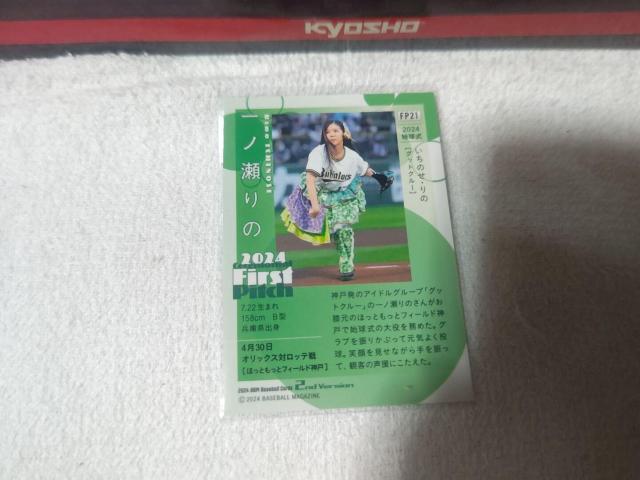 KYOSHO
FP21
2024
始球式
いちのせ・りの
[グットクルー]
一ノ瀬りの
Rino ICHINOSE
Buffaloes
2024
First
Pitch
7.22生まれ
158cm B型
兵庫県出身
4月30日
オリックス対ロッテ戦
[ほっともっとフィールド神戸]
神戸発のアイドルグループ「グッ
トクルー」の一ノ瀬りのさんがお
膝元のほっともっとフィールド神
戸で始球式の大役を務めた。グ
ラブを振りかぶって元気よく投
球。笑顔を見せながら手を振っ
て、観客の声援にこたえた。
2024 BBM Baseball Cards 2nd Version
©2024 BASEBALL MAGAZINE